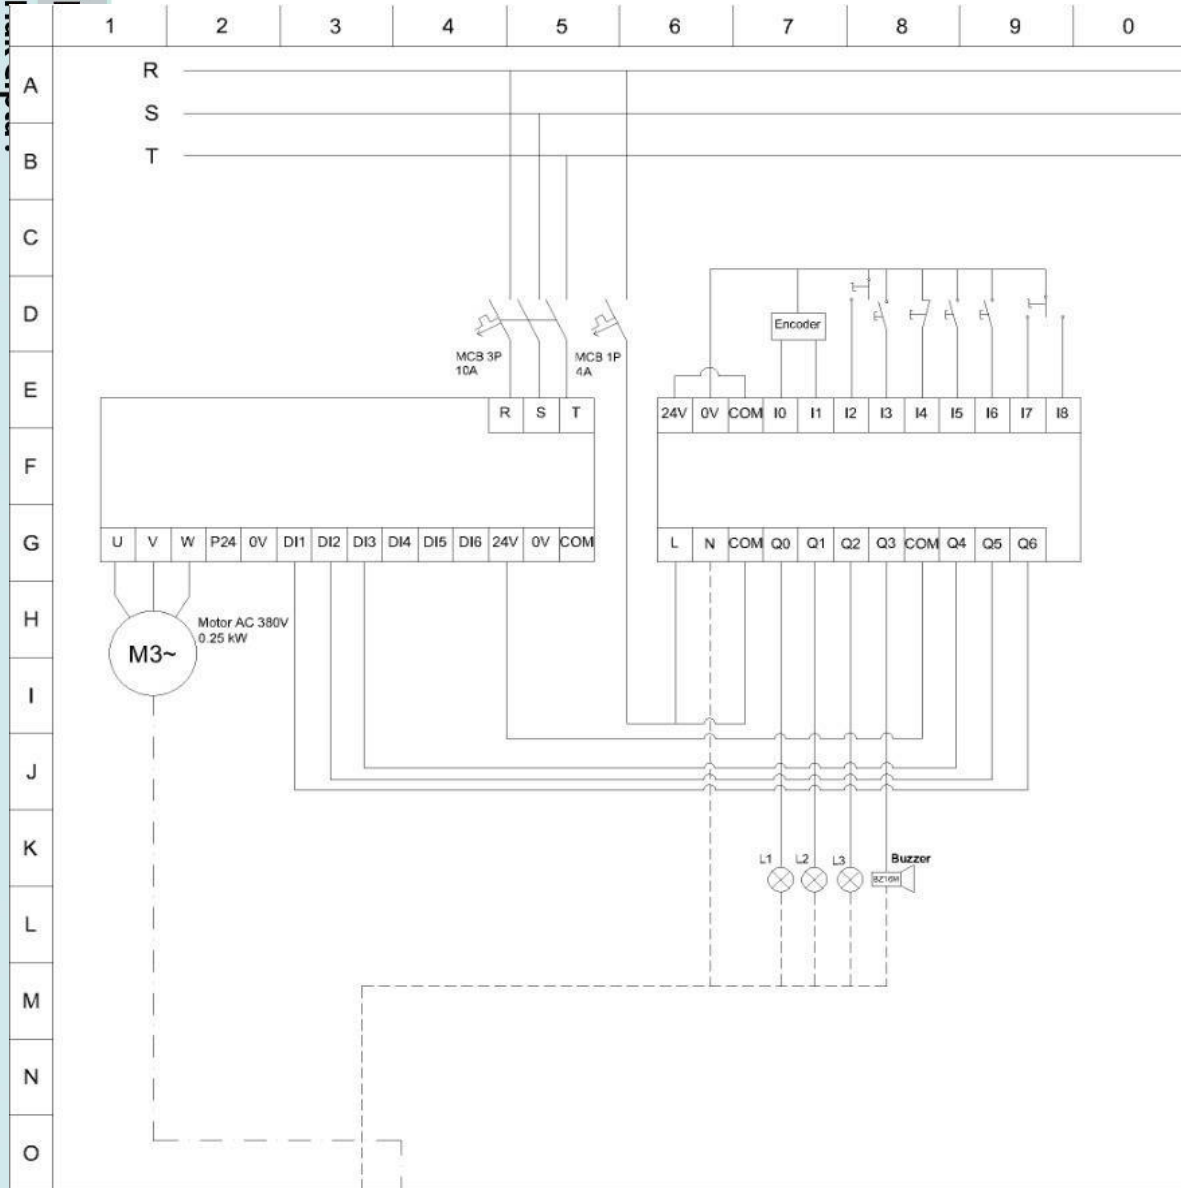 1 2 3 4 5 6 7 8 9 0
A R
S
B T
C
D Encoder
MCB 3P MCB 1P
10A 4A
E R S T 24V 0V COM I0 I1 I2 I3 I4 I5 I6 I7 I8
F
G U V W P24 0V DI1 DI2 DI3 DI4 DI5 DI6 24V 0V COM L N COM Q0 Q1 Q2 Q3 COM Q4 Q5 Q6
H Motor AC 380V
0.25 kW
M3~
I
J
K L1 L2 L3 Buzzer
BZ16M
L
M
N
O